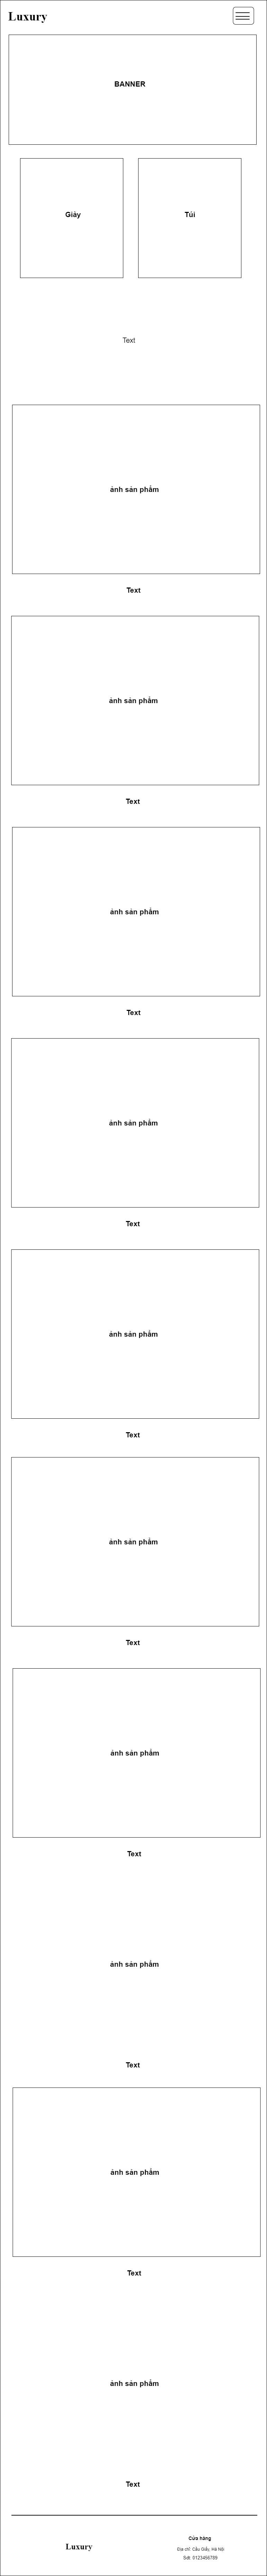 Luxury
BANNER
Giày
Túi
Text
ảnh sản phẩm
Text
ảnh sản phẩm
Text
ảnh sản phẩm
Text
ảnh sản phẩm
Text
ảnh sản phẩm
Text
ảnh sản phẩm
Text
ảnh sản phẩm
Text
ảnh sản phẩm
Text
ảnh sản phẩm
Text
ảnh sản phẩm
Text
Cửa hàng
Luxury
Địa chỉ: Cầu Giấy, Hà Nội
Sdt: 0123456789